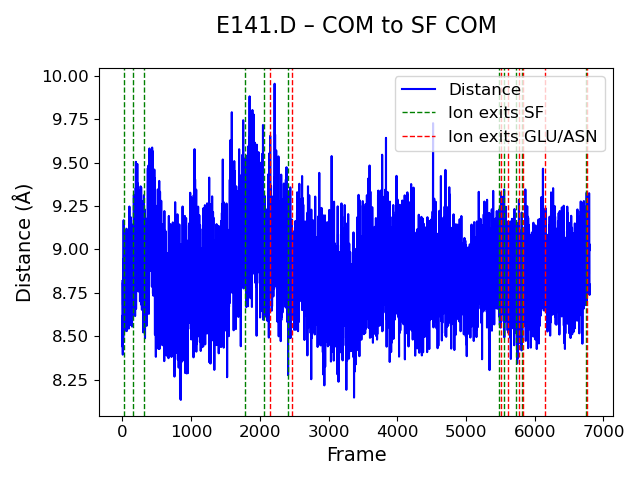 E141.D – COM to SF COM
Distance (Å)
10.00
9.75
9.50
9.25
9.00
8.75
8.50
8.25
Distance
Ion exits SF
Ion exits GLU/ASN
0 1000 2000 3000 4000 5000 6000 7000
Frame